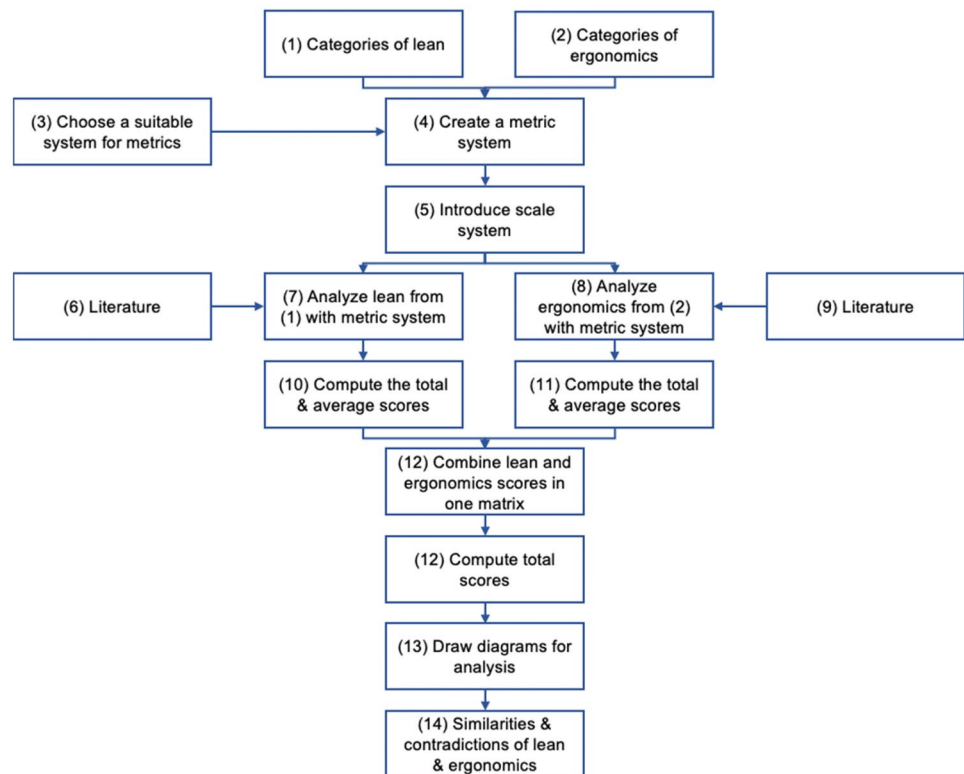 (1) Categories of lean
(2) Categories of
ergonomics
(3) Choose a suitable
system for metrics
(4) Create a metric
system
(5) Introduce scale
system
(6) Literature
(7) Analyze lean from
(1) with metric system
(8) Analyze
ergonomics from (2)
with metric system
(9) Literature
(10) Compute the total
& average scores
(11) Compute the total
& average scores
(12) Combine lean and
ergonomics scores in
one matrix
(12) Compute total
scores
(13) Draw diagrams for
analysis
(14) Similarities &
contradictions of lean
& ergonomics